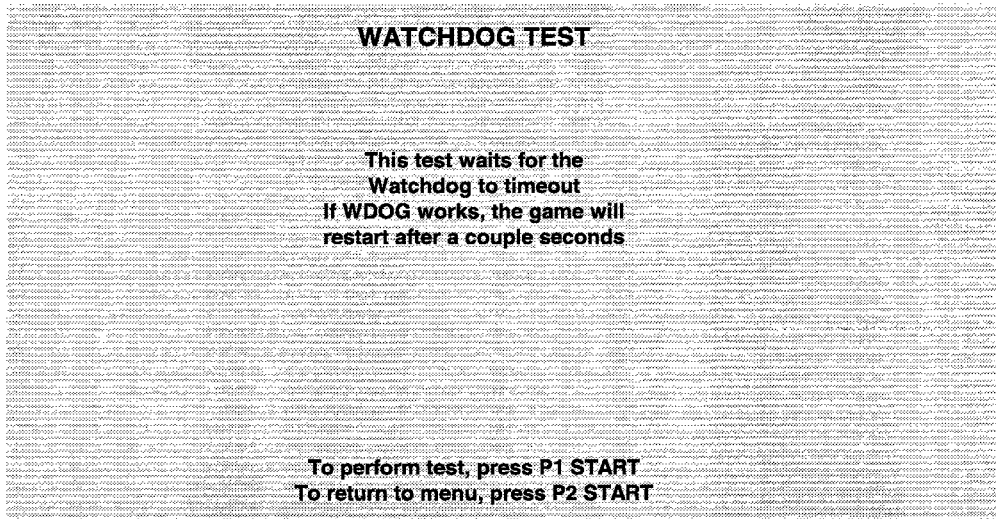 WATCHDOG TEST
This test waits for the
Watchdog to timeout
If WDOG works, the game will
restart after a couple seconds
To perform test, press P1 START
To return to menu, press P2 START